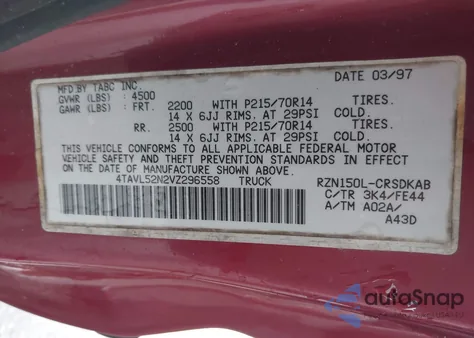 MFD BY TABC INC. DATE 03/97
GVWR (LBS): 4500
GAWR (LBS): FRT. 2200 WITH P215/70R14 TIRES.
14 X 6JJ RIMS. AT 29PSI COLD.
RR. 2500 WITH P215/70R14 TIRES.
14 X 6JJ RIMS. AT 29PSI COLD.
THIS VEHICLE CONFORMS TO ALL APPLICABLE FEDERAL MOTOR
VEHICLE SAFETY AND THEFT PREVENTION STANDARDS IN EFFECT
ON THE DATE OF MANUFACTURE SHOWN ABOVE.
4TAVL52N2VZ296558 TRUCK RZN150L-CRSDKAB
C/TR 3K4/FE44
A/TM A02A/
A43D
autoSnap